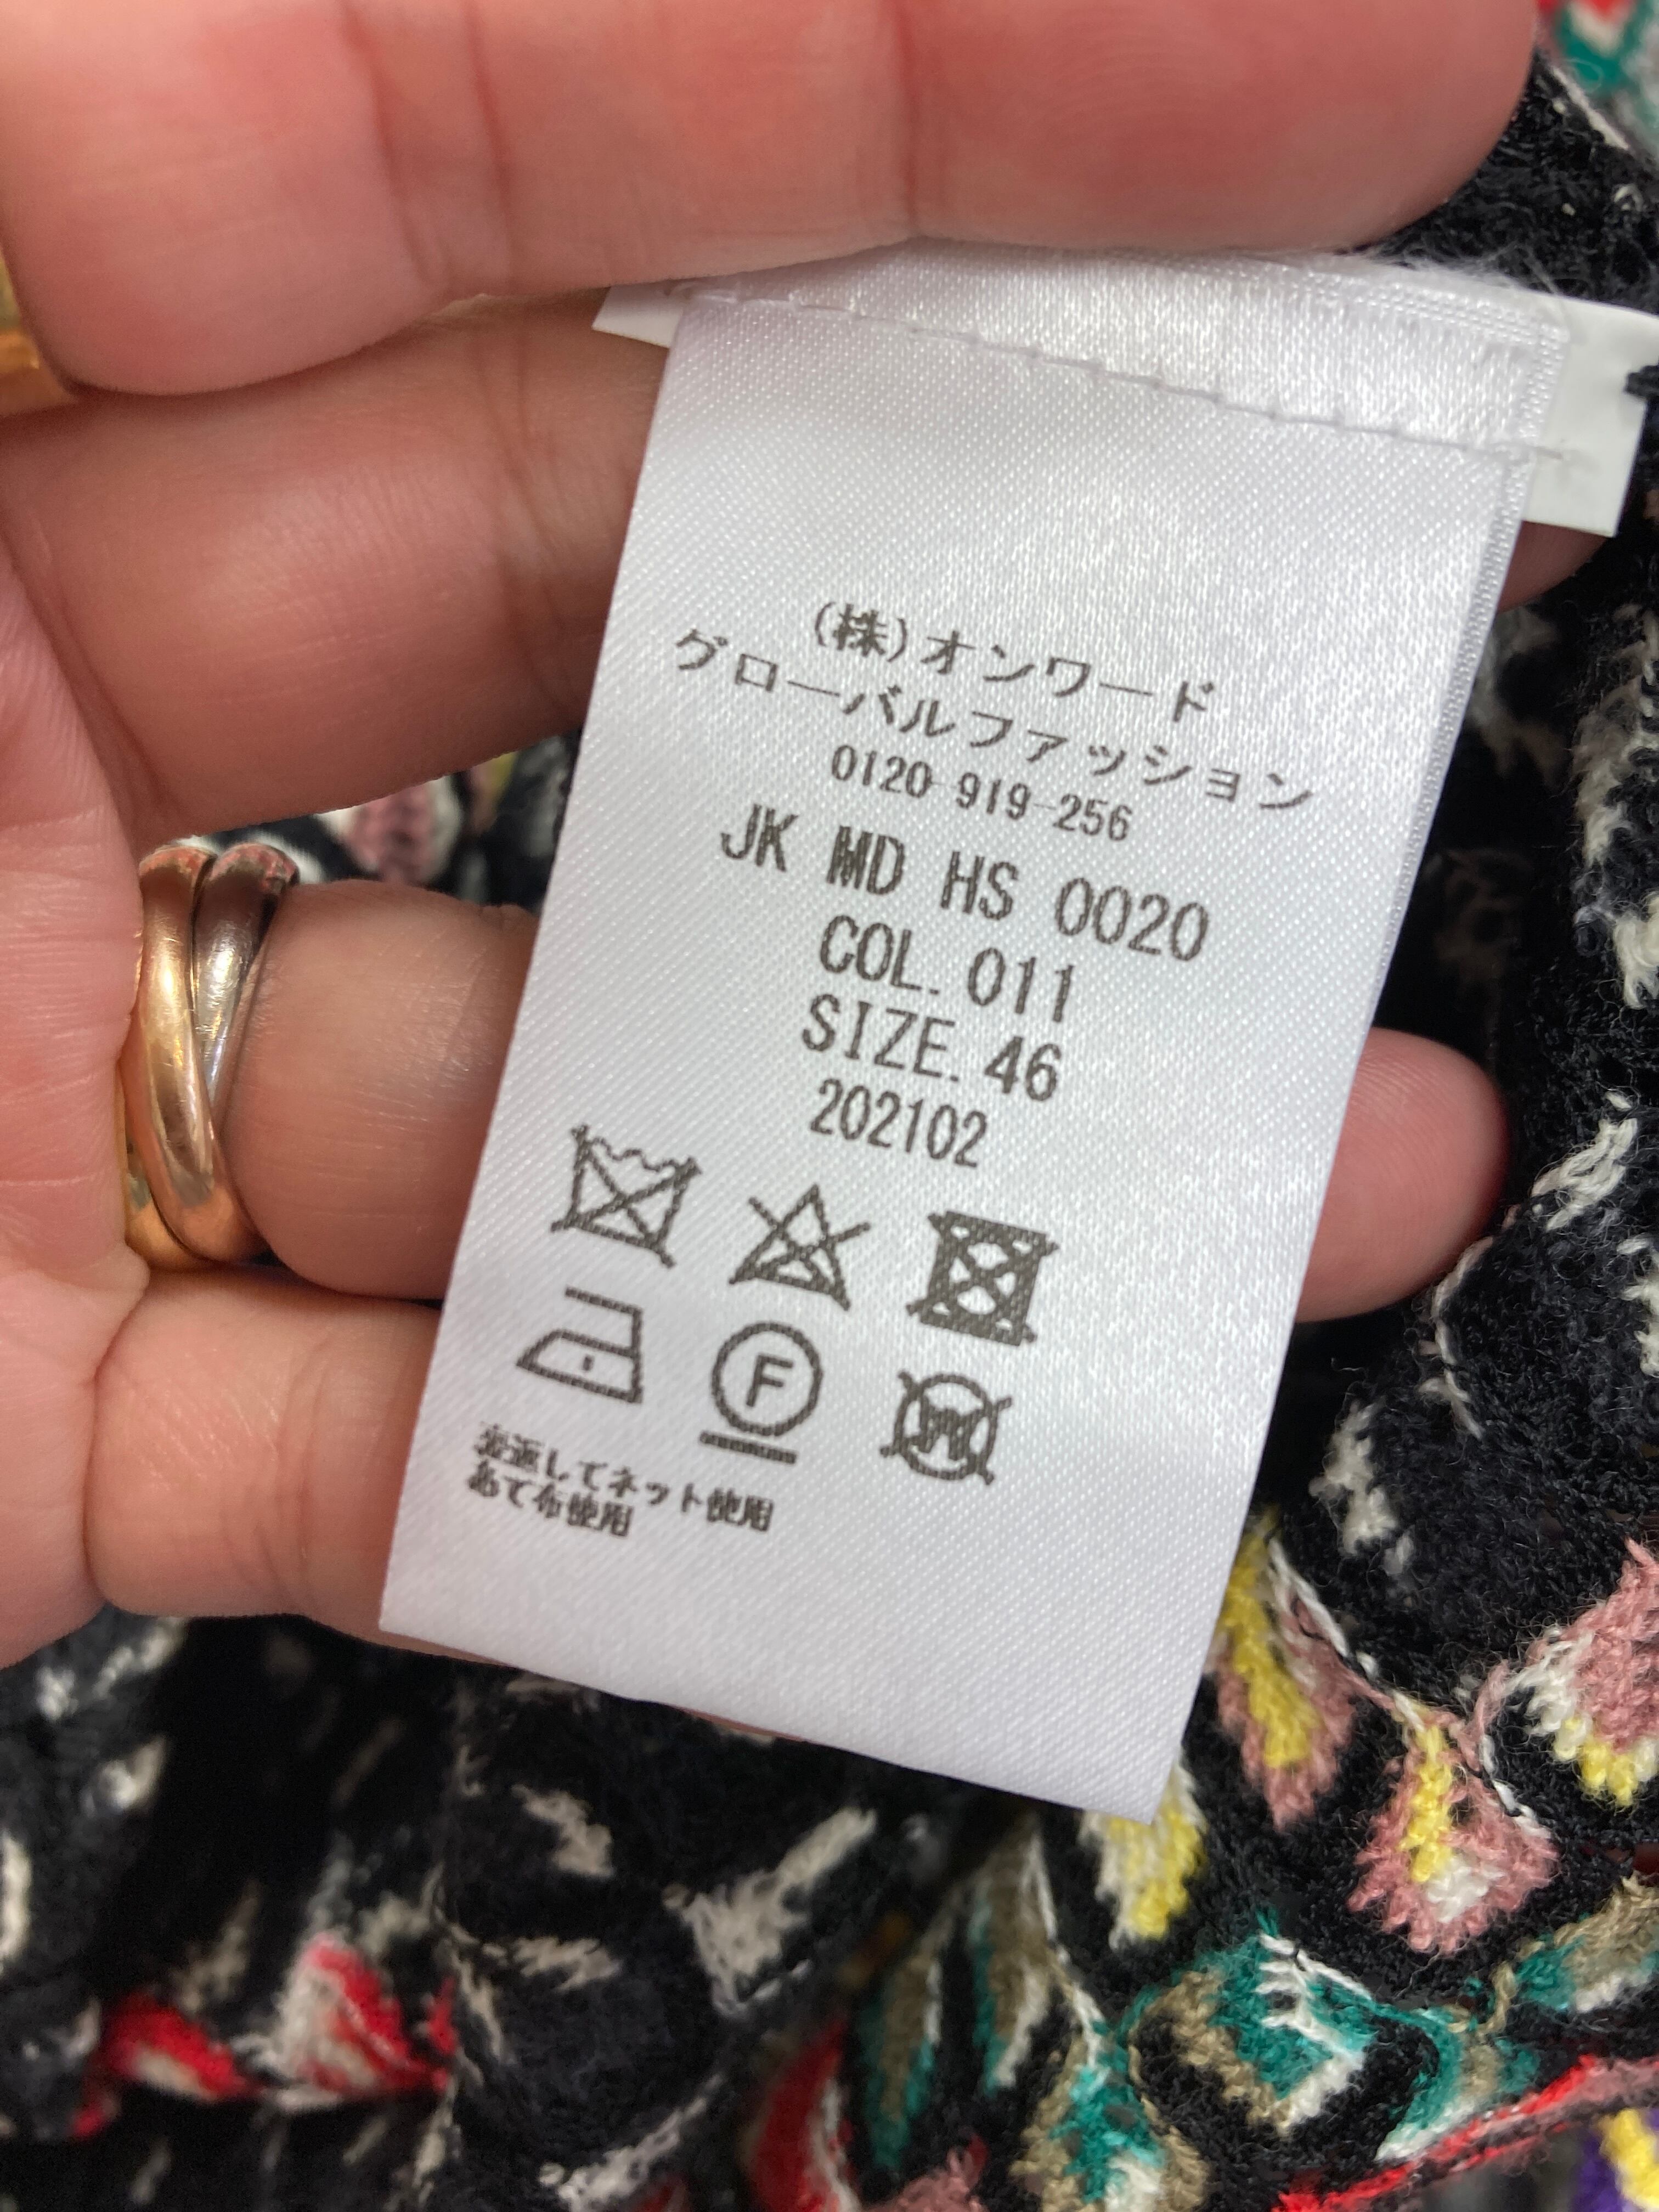 (株)オンワード
グローバルファッション
0120-919-256
JK MD HS 0020
COL.011
SIZE.46
202102
F
W
裏返してネット使用
あて布使用